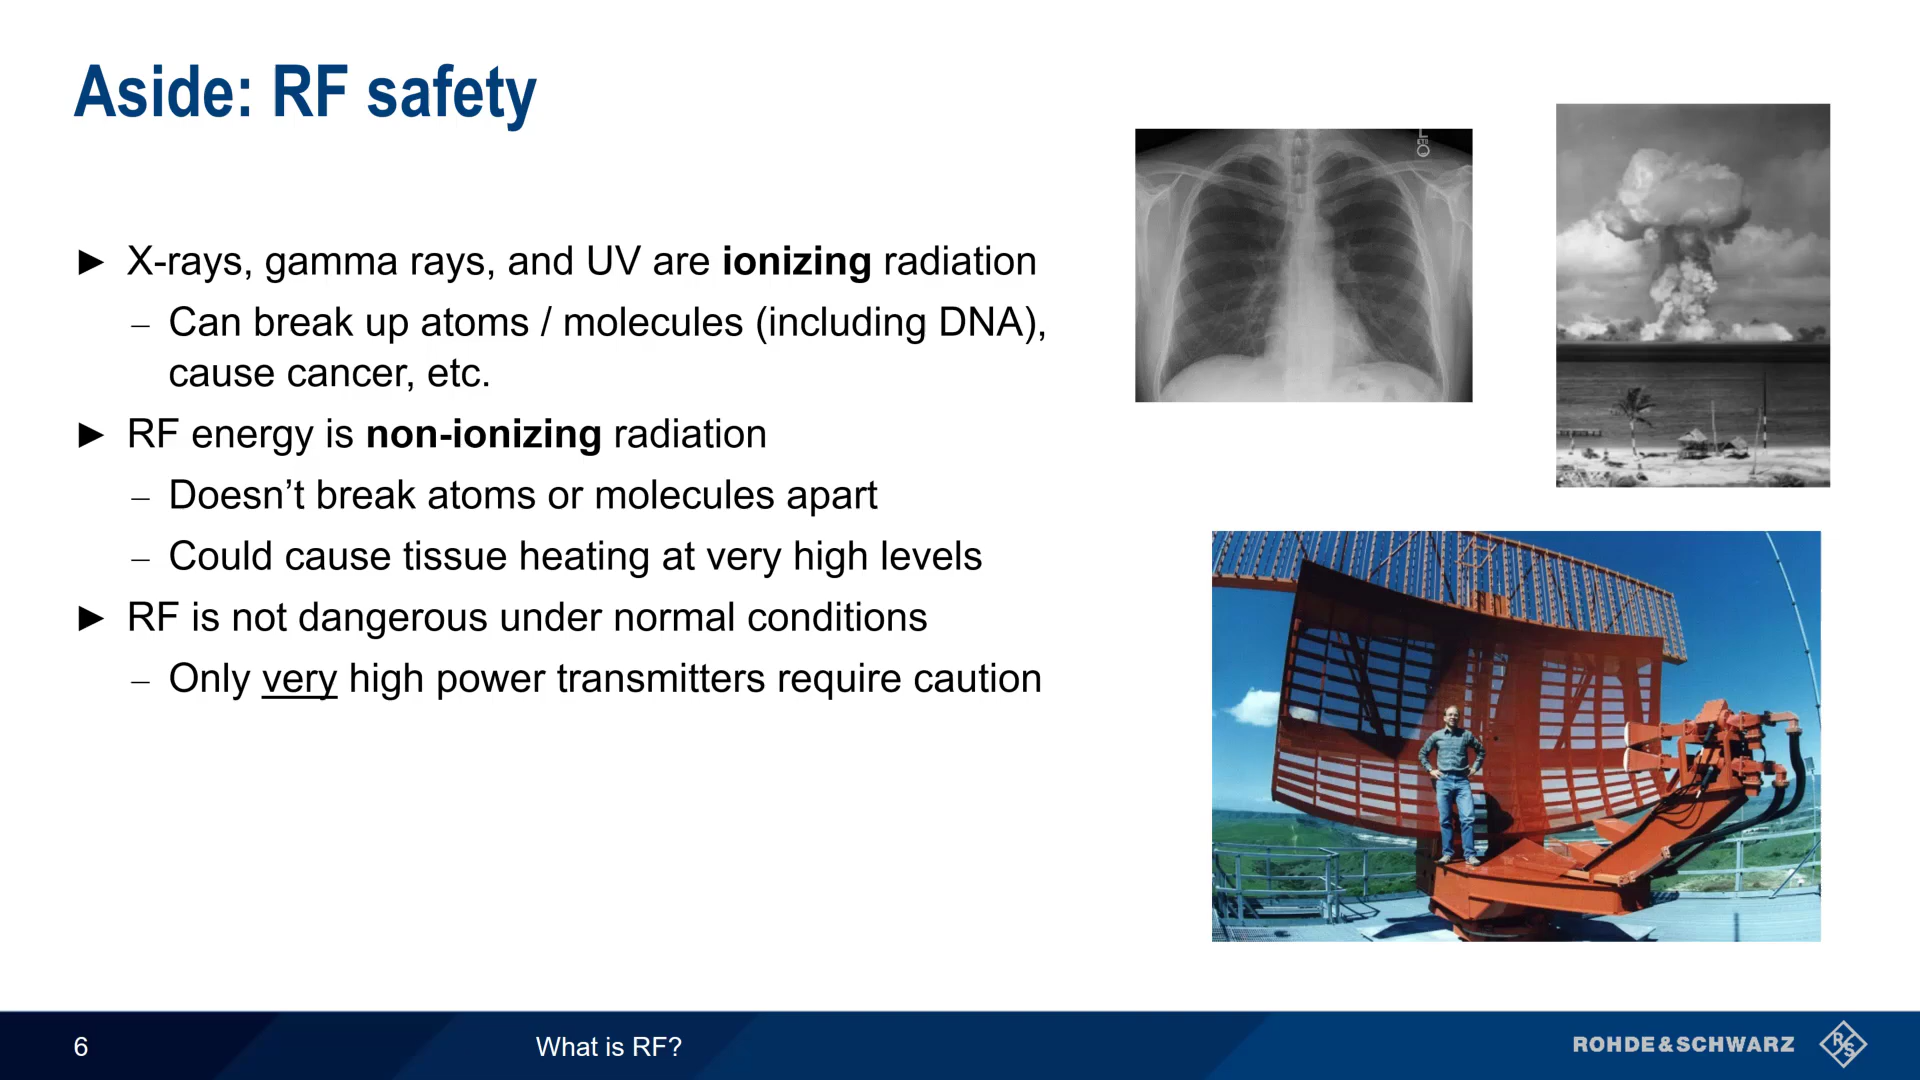 Aside: RF safety
► X-rays, gamma rays, and UV are ionizing radiation
– Can break up atoms / molecules (including DNA),
cause cancer, etc.
► RF energy is non-ionizing radiation
– Doesn’t break atoms or molecules apart
– Could cause tissue heating at very high levels
► RF is not dangerous under normal conditions
– Only very high power transmitters require caution
6
What is RF?
ROHDE&SCHWARZ
R&S